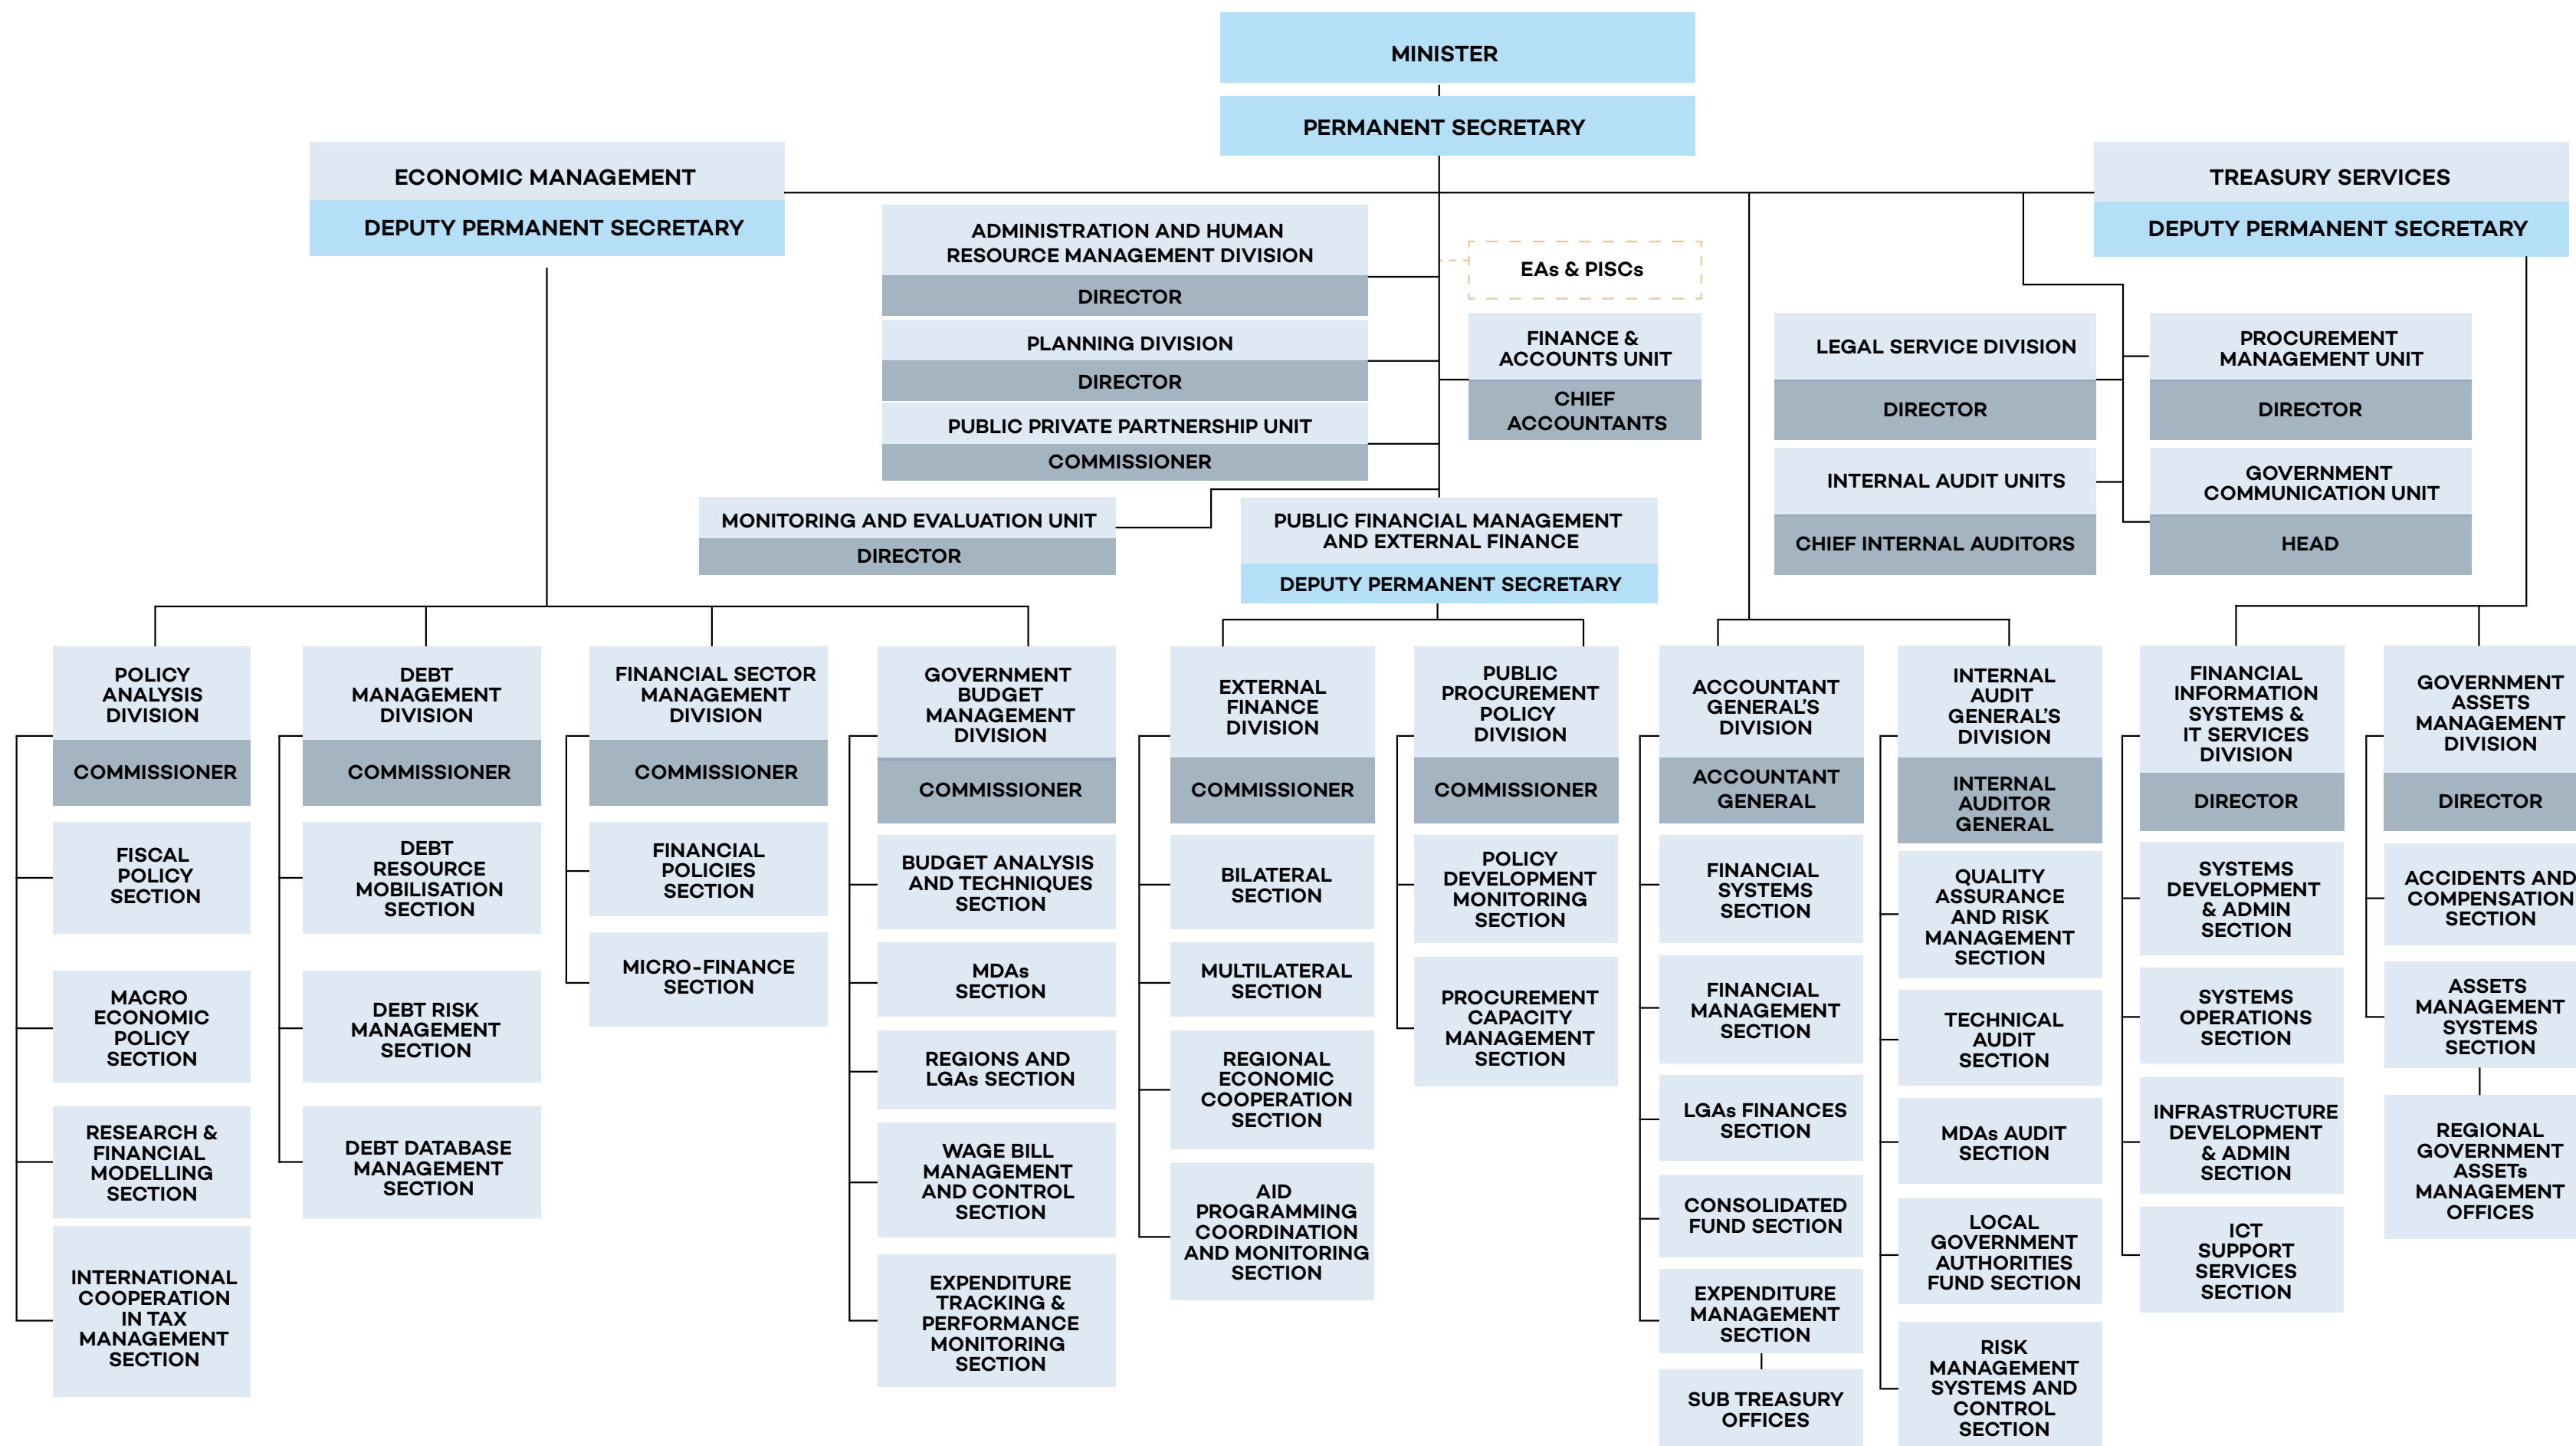 MINISTER
PERMANENT SECRETARY
ECONOMIC MANAGEMENT
DEPUTY PERMANENT SECRETARY
TREASURY SERVICES
DEPUTY PERMANENT SECRETARY
ADMINISTRATION AND HUMAN
RESOURCE MANAGEMENT DIVISION
DIRECTOR
PLANNING DIVISION
DIRECTOR
PUBLIC PRIVATE PARTNERSHIP UNIT
COMMISSIONER
EAs & PISCs
FINANCE &
ACCOUNTS UNIT
CHIEF
ACCOUNTANTS
LEGAL SERVICE DIVISION
DIRECTOR
PROCUREMENT
MANAGEMENT UNIT
DIRECTOR
INTERNAL AUDIT UNITS
CHIEF INTERNAL AUDITORS
GOVERNMENT
COMMUNICATION UNIT
HEAD
MONITORING AND EVALUATION UNIT
DIRECTOR
PUBLIC FINANCIAL MANAGEMENT
AND EXTERNAL FINANCE
DEPUTY PERMANENT SECRETARY
POLICY
ANALYSIS
DIVISION
COMMISSIONER
FISCAL
POLICY
SECTION
MACRO
ECONOMIC
POLICY
SECTION
RESEARCH &
FINANCIAL
MODELLING
SECTION
INTERNATIONAL
COOPERATION
IN TAX
MANAGEMENT
SECTION
DEBT
MANAGEMENT
DIVISION
COMMISSIONER
DEBT
RESOURCE
MOBILISATION
SECTION
DEBT RISK
MANAGEMENT
SECTION
DEBT DATABASE
MANAGEMENT
SECTION
FINANCIAL SECTOR
MANAGEMENT
DIVISION
COMMISSIONER
FINANCIAL
POLICIES
SECTION
MICRO-FINANCE
SECTION
GOVERNMENT
BUDGET
MANAGEMENT
DIVISION
COMMISSIONER
BUDGET ANALYSIS
AND TECHNIQUES
SECTION
MDAs
SECTION
REGIONS AND
LGAs SECTION
WAGE BILL
MANAGEMENT
AND CONTROL
SECTION
EXPENDITURE
TRACKING &
PERFORMANCE
MONITORING
SECTION
EXTERNAL
FINANCE
DIVISION
COMMISSIONER
BILATERAL
SECTION
MULTILATERAL
SECTION
REGIONAL
ECONOMIC
COOPERATION
SECTION
AID
PROGRAMMING
COORDINATION
AND MONITORING
SECTION
PUBLIC
PROCUREMENT
POLICY
DIVISION
COMMISSIONER
POLICY
DEVELOPMENT
MONITORING
SECTION
PROCUREMENT
CAPACITY
MANAGEMENT
SECTION
ACCOUNTANT
GENERAL'S
DIVISION
ACCOUNTANT
GENERAL
FINANCIAL
SYSTEMS
SECTION
FINANCIAL
MANAGEMENT
SECTION
LGAs FINANCES
SECTION
CONSOLIDATED
FUND SECTION
EXPENDITURE
MANAGEMENT
SECTION
SUB TREASURY
OFFICES
INTERNAL
AUDIT
GENERAL'S
DIVISION
INTERNAL
AUDITOR
GENERAL
QUALITY
ASSURANCE
AND RISK
MANAGEMENT
SECTION
TECHNICAL
AUDIT
SECTION
MDAs AUDIT
SECTION
LOCAL
GOVERNMENT
AUTHORITIES
FUND SECTION
RISK
MANAGEMENT
SYSTEMS AND
CONTROL
SECTION
FINANCIAL
INFORMATION
SYSTEMS &
IT SERVICES
DIVISION
DIRECTOR
SYSTEMS
DEVELOPMENT
& ADMIN
SECTION
SYSTEMS
OPERATIONS
SECTION
INFRASTRUCTURE
DEVELOPMENT
& ADMIN
SECTION
ICT
SUPPORT
SERVICES
SECTION
GOVERNMENT
ASSETS
MANAGEMENT
DIVISION
DIRECTOR
ACCIDENTS AND
COMPENSATION
SECTION
ASSETS
MANAGEMENT
SYSTEMS
SECTION
REGIONAL
GOVERNMENT
ASSETs
MANAGEMENT
OFFICES